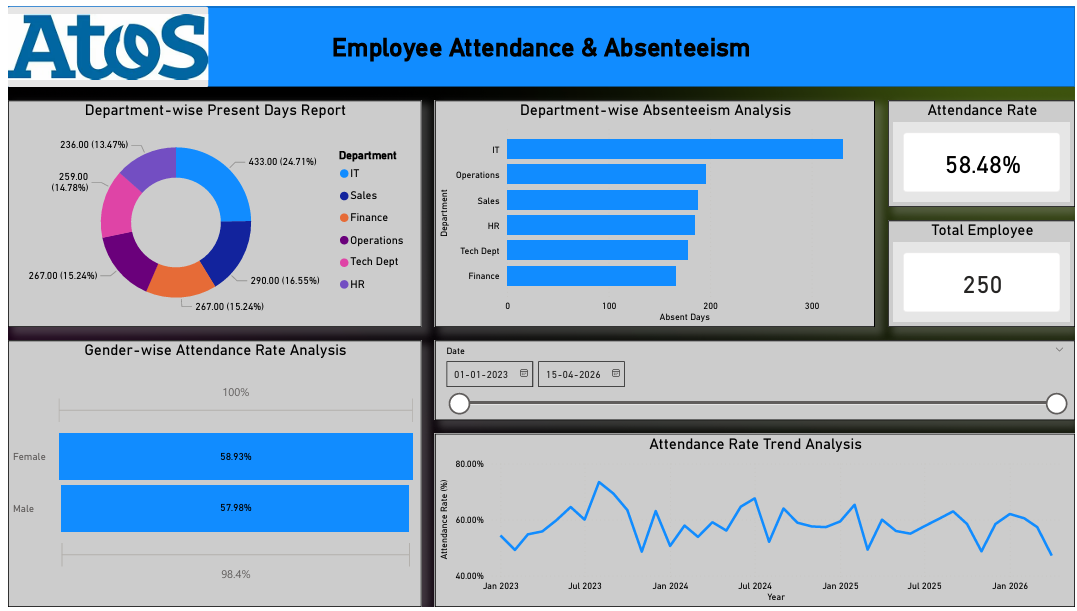 Atos
Employee Attendance & Absenteeism
Department-wise Present Days Report
236.00 (13.47%)
433.00 (24.71%)
259.00
(14.78%)
267.00 (15.24%)
290.00 (16.55%)
267.00 (15.24%)
Department
IT
Sales
Finance
Operations
Tech Dept
HR
Department-wise Absenteeism Analysis
Department
IT
Operations
Sales
HR
Tech Dept
Finance
0 100 200 300
Absent Days
Attendance Rate
58.48%
Total Employee
250
Gender-wise Attendance Rate Analysis
100%
Female 58.93%
Male 57.98%
98.4%
Date
01-01-2023 15-04-2026
Attendance Rate Trend Analysis
Attendance Rate (%)
80.00%
60.00%
40.00%
Jan 2023 Jul 2023 Jan 2024 Jul 2024 Jan 2025 Jul 2025 Jan 2026
Year